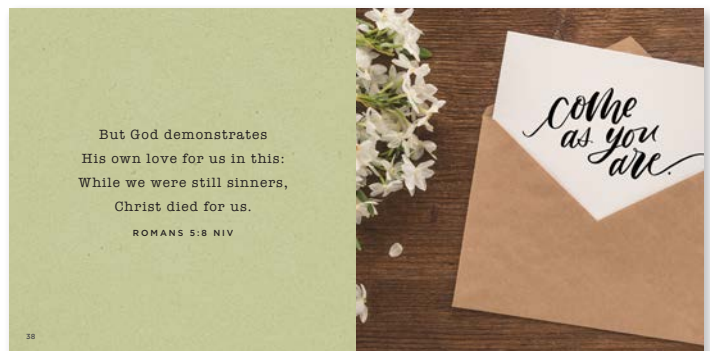 But God demonstrates
His own love for us in this:
While we were still sinners,
Christ died for us.
ROMANS 5:8 NIV
38
come
as you
are.